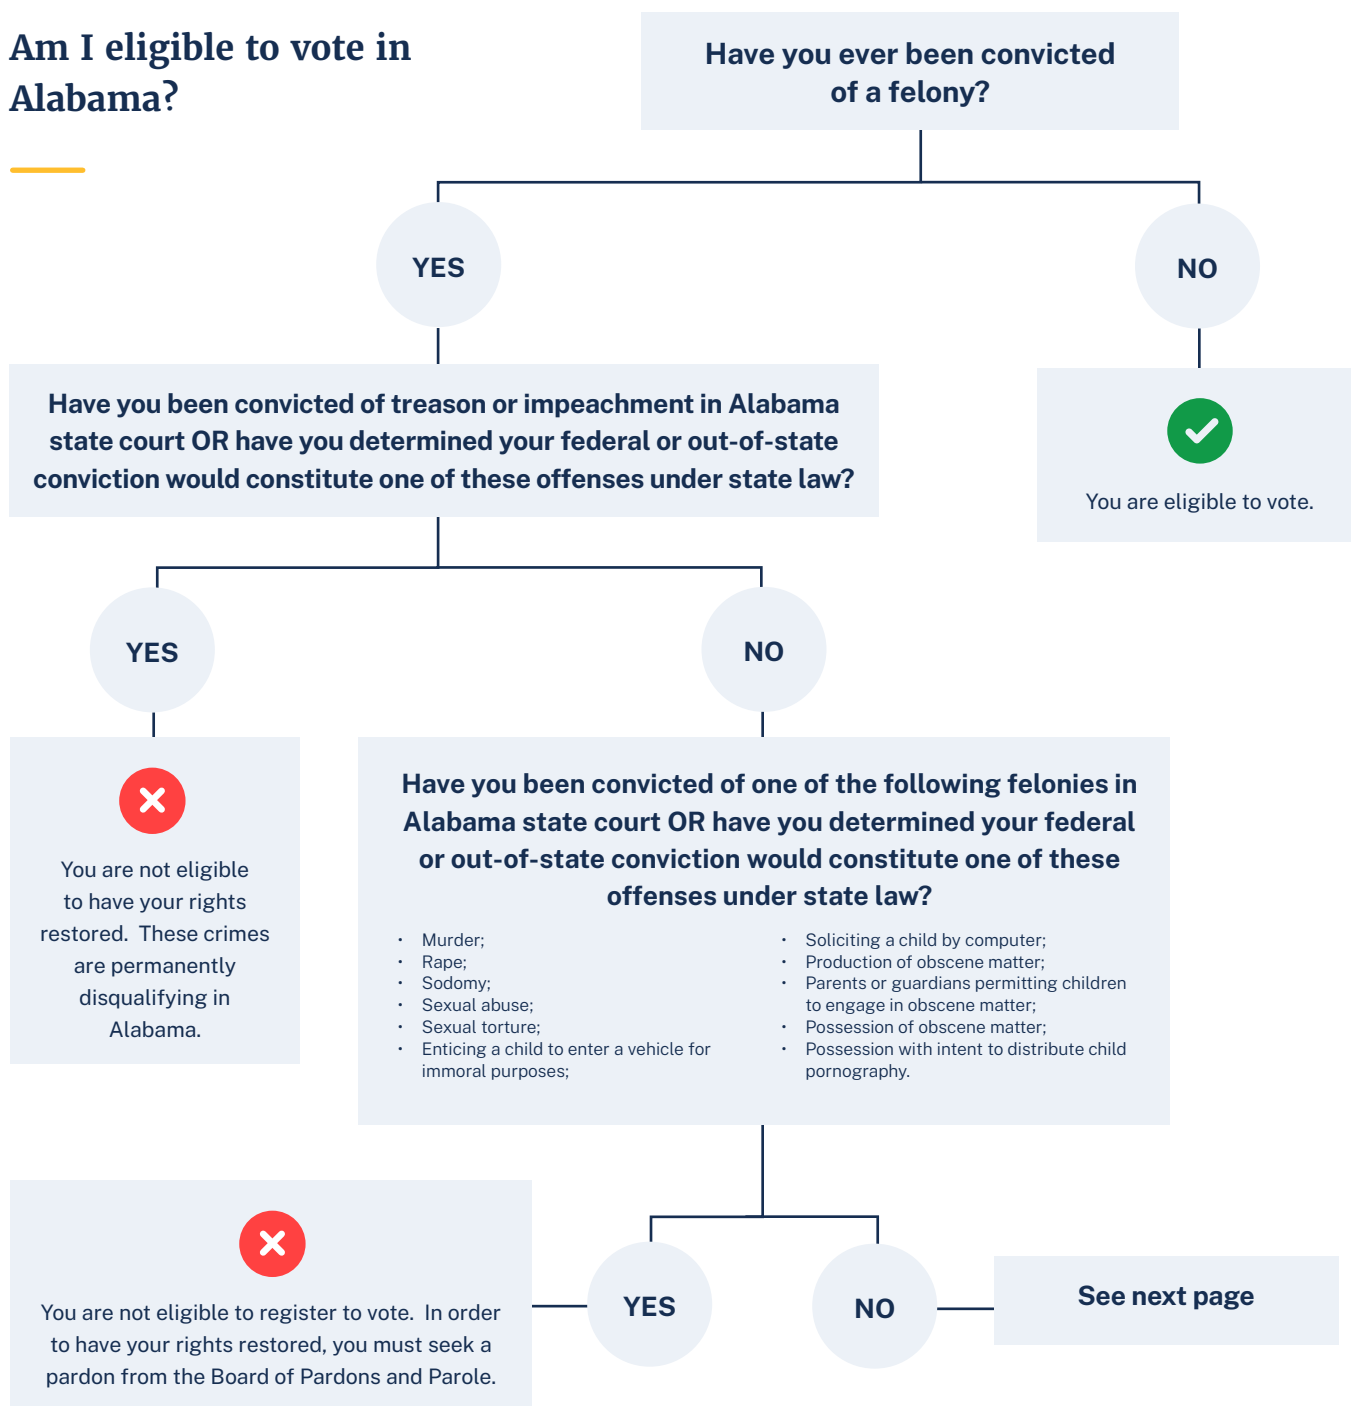 Am I eligible to vote in
Alabama?
Have you ever been convicted
of a felony?
YES
NO
Have you been convicted of treason or impeachment in Alabama
state court OR have you determined your federal or out-of-state
conviction would constitute one of these offenses under state law?
You are eligible to vote.
YES
NO
You are not eligible
to have your rights
restored. These crimes
are permanently
disqualifying in
Alabama.
Have you been convicted of one of the following felonies in
Alabama state court OR have you determined your federal
or out-of-state conviction would constitute one of these
offenses under state law?
• Murder;
• Rape;
• Sodomy;
• Sexual abuse;
• Sexual torture;
• Enticing a child to enter a vehicle for
immoral purposes;
• Soliciting a child by computer;
• Production of obscene matter;
• Parents or guardians permitting children
to engage in obscene matter;
• Possession of obscene matter;
• Possession with intent to distribute child
pornography.
You are not eligible to register to vote. In order
to have your rights restored, you must seek a
pardon from the Board of Pardons and Parole.
YES
NO
See next page